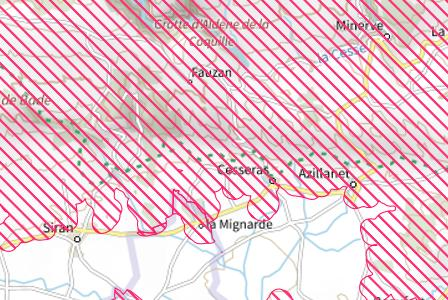 Grotte d'Aldène de la
Coquille
Minerve
La
la Cesse
Fauzan
de Bade
Cesseras
Azillanet
Siran
la Mignarde